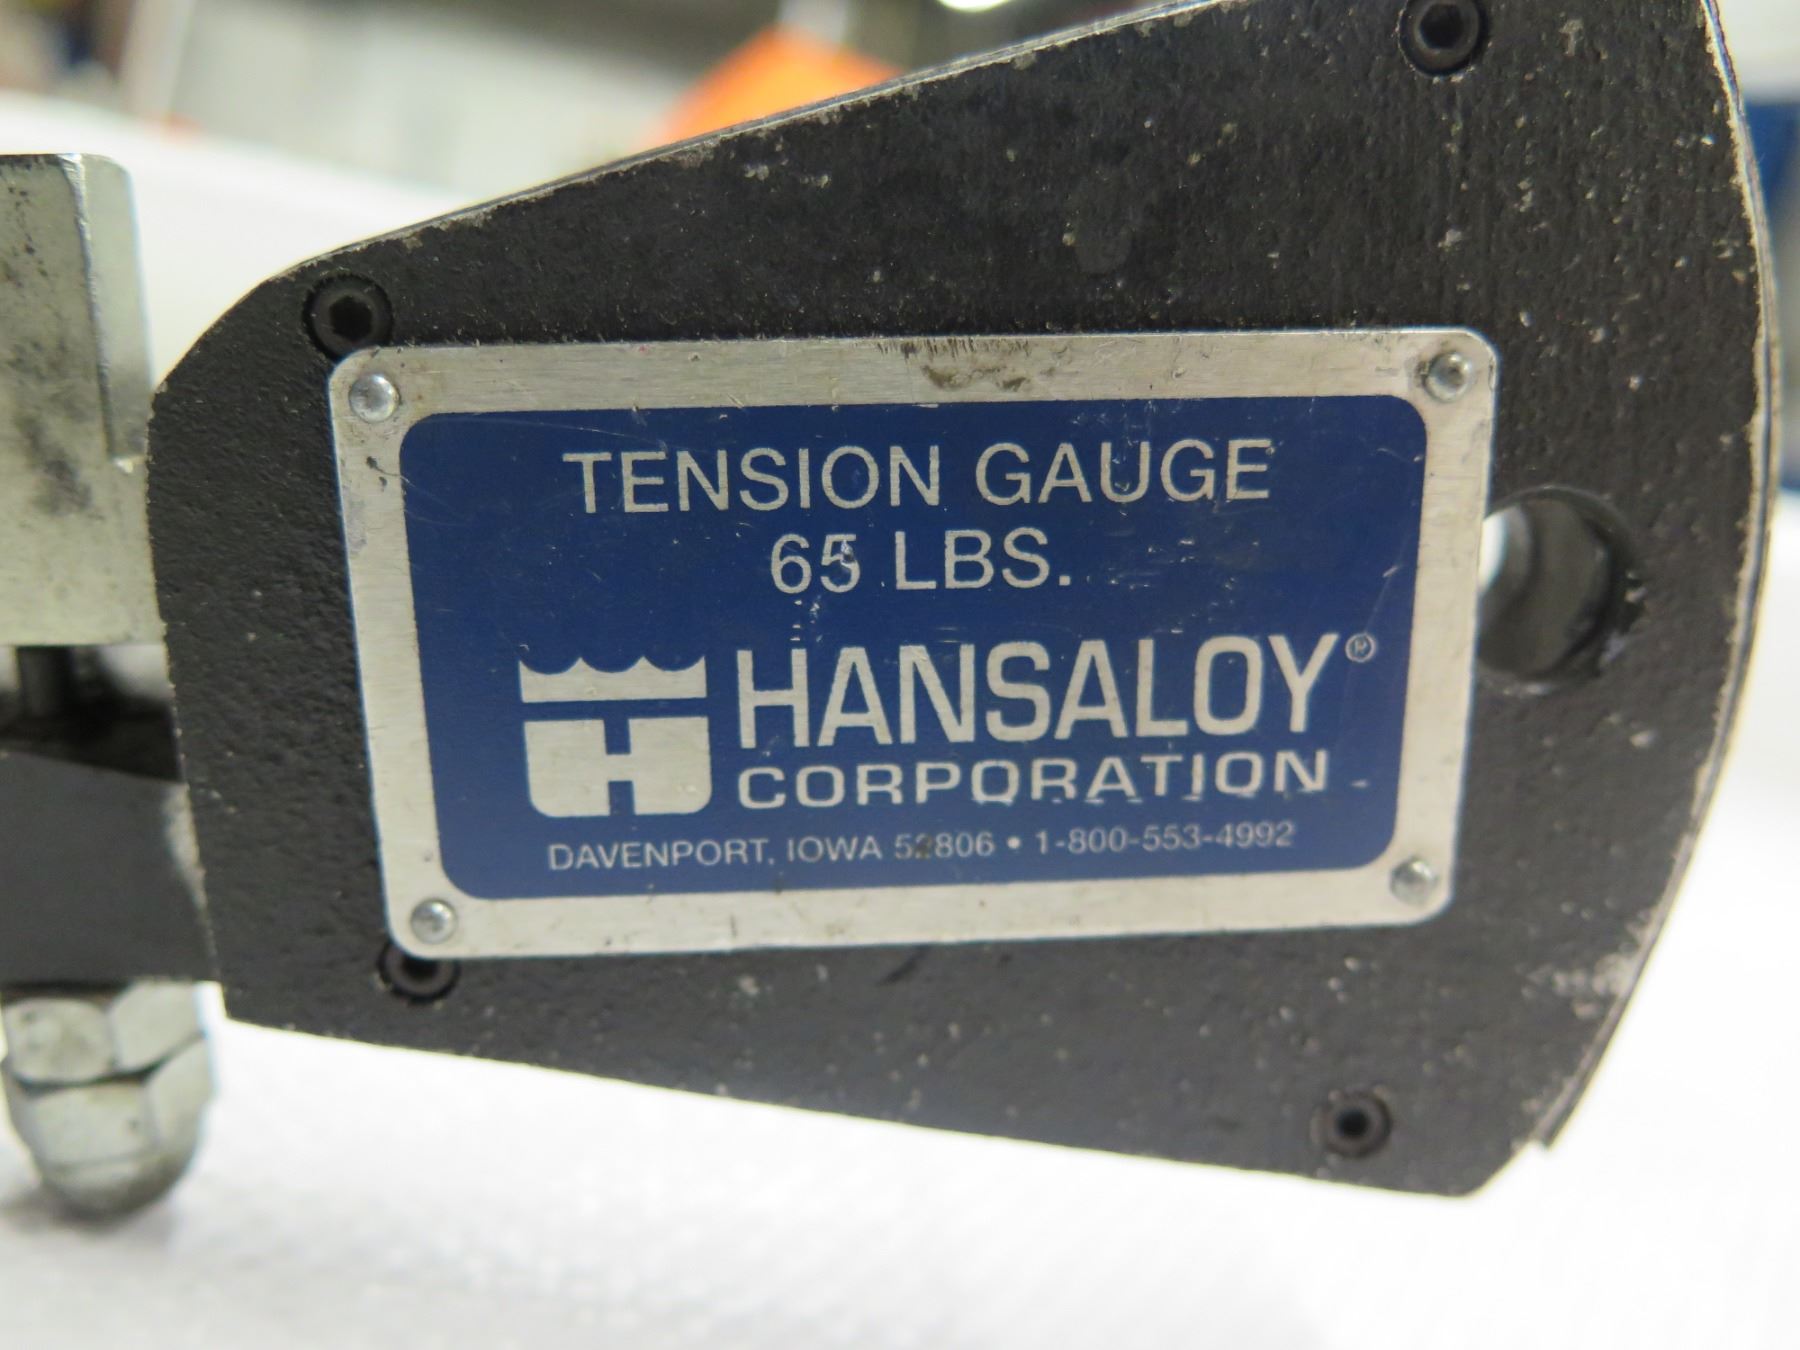 TENSION GAUGE
65 LBS.
H HANSALOY®
CORPORATION
DAVENPORT, IOWA 52806 • 1-800-553-4992